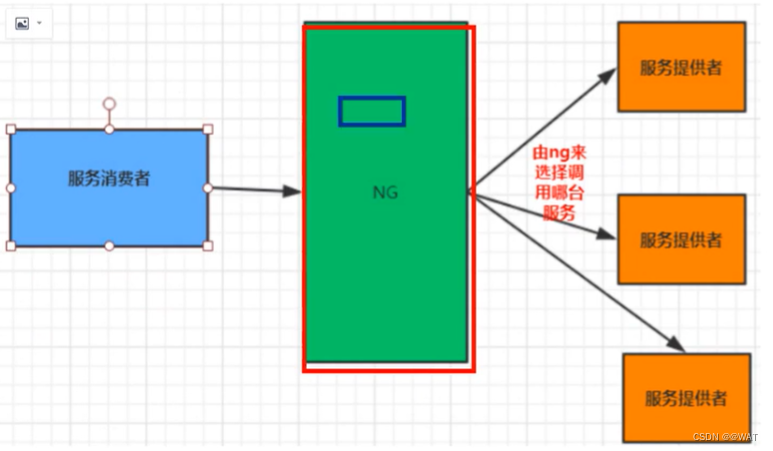 服务消费者
NG
由ng来
选择调
用哪台
服务
服务提供者
服务提供者
服务提供者
CSDN @@WAT